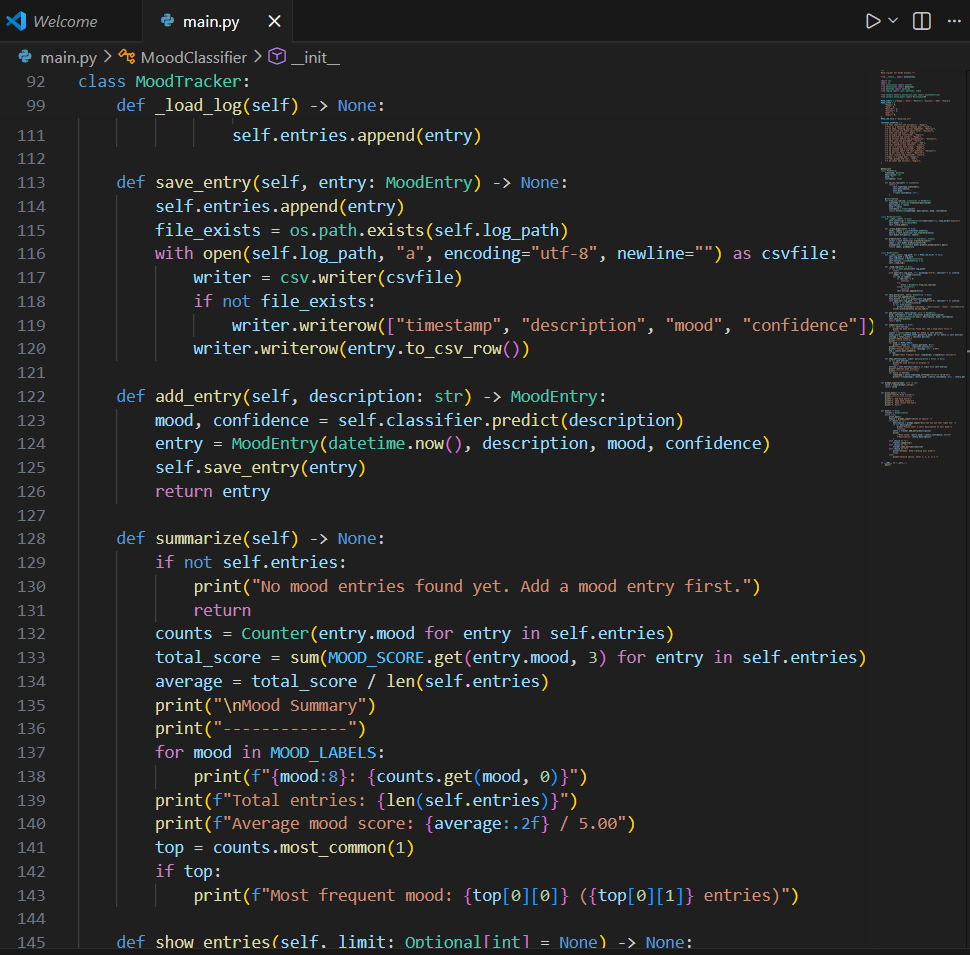 Welcome
main.py
main.py > MoodClassifier > __init__
92 class MoodTracker:
99     def _load_log(self) -> None:
111                 self.entries.append(entry)
112
113     def save_entry(self, entry: MoodEntry) -> None:
114         self.entries.append(entry)
115         file_exists = os.path.exists(self.log_path)
116         with open(self.log_path, "a", encoding="utf-8", newline="") as csvfile:
117             writer = csv.writer(csvfile)
118             if not file_exists:
119                 writer.writerow(["timestamp", "description", "mood", "confidence"])
120             writer.writerow(entry.to_csv_row())
121
122     def add_entry(self, description: str) -> MoodEntry:
123         mood, confidence = self.classifier.predict(description)
124         entry = MoodEntry(datetime.now(), description, mood, confidence)
125         self.save_entry(entry)
126         return entry
127
128     def summarize(self) -> None:
129         if not self.entries:
130             print("No mood entries found yet. Add a mood entry first.")
131             return
132         counts = Counter(entry.mood for entry in self.entries)
133         total_score = sum(MOOD_SCORE.get(entry.mood, 3) for entry in self.entries)
134         average = total_score / len(self.entries)
135         print("\nMood Summary")
136         print("-------------")
137         for mood in MOOD_LABELS:
138             print(f"{mood:8}: {counts.get(mood, 0)}")
139         print(f"Total entries: {len(self.entries)}")
140         print(f"Average mood score: {average:.2f} / 5.00")
141         top = counts.most_common(1)
142         if top:
143             print(f"Most frequent mood: {top[0][0]} ({top[0][1]} entries)")
144
145     def show_entries(self, limit: Optional[int] = None) -> None: